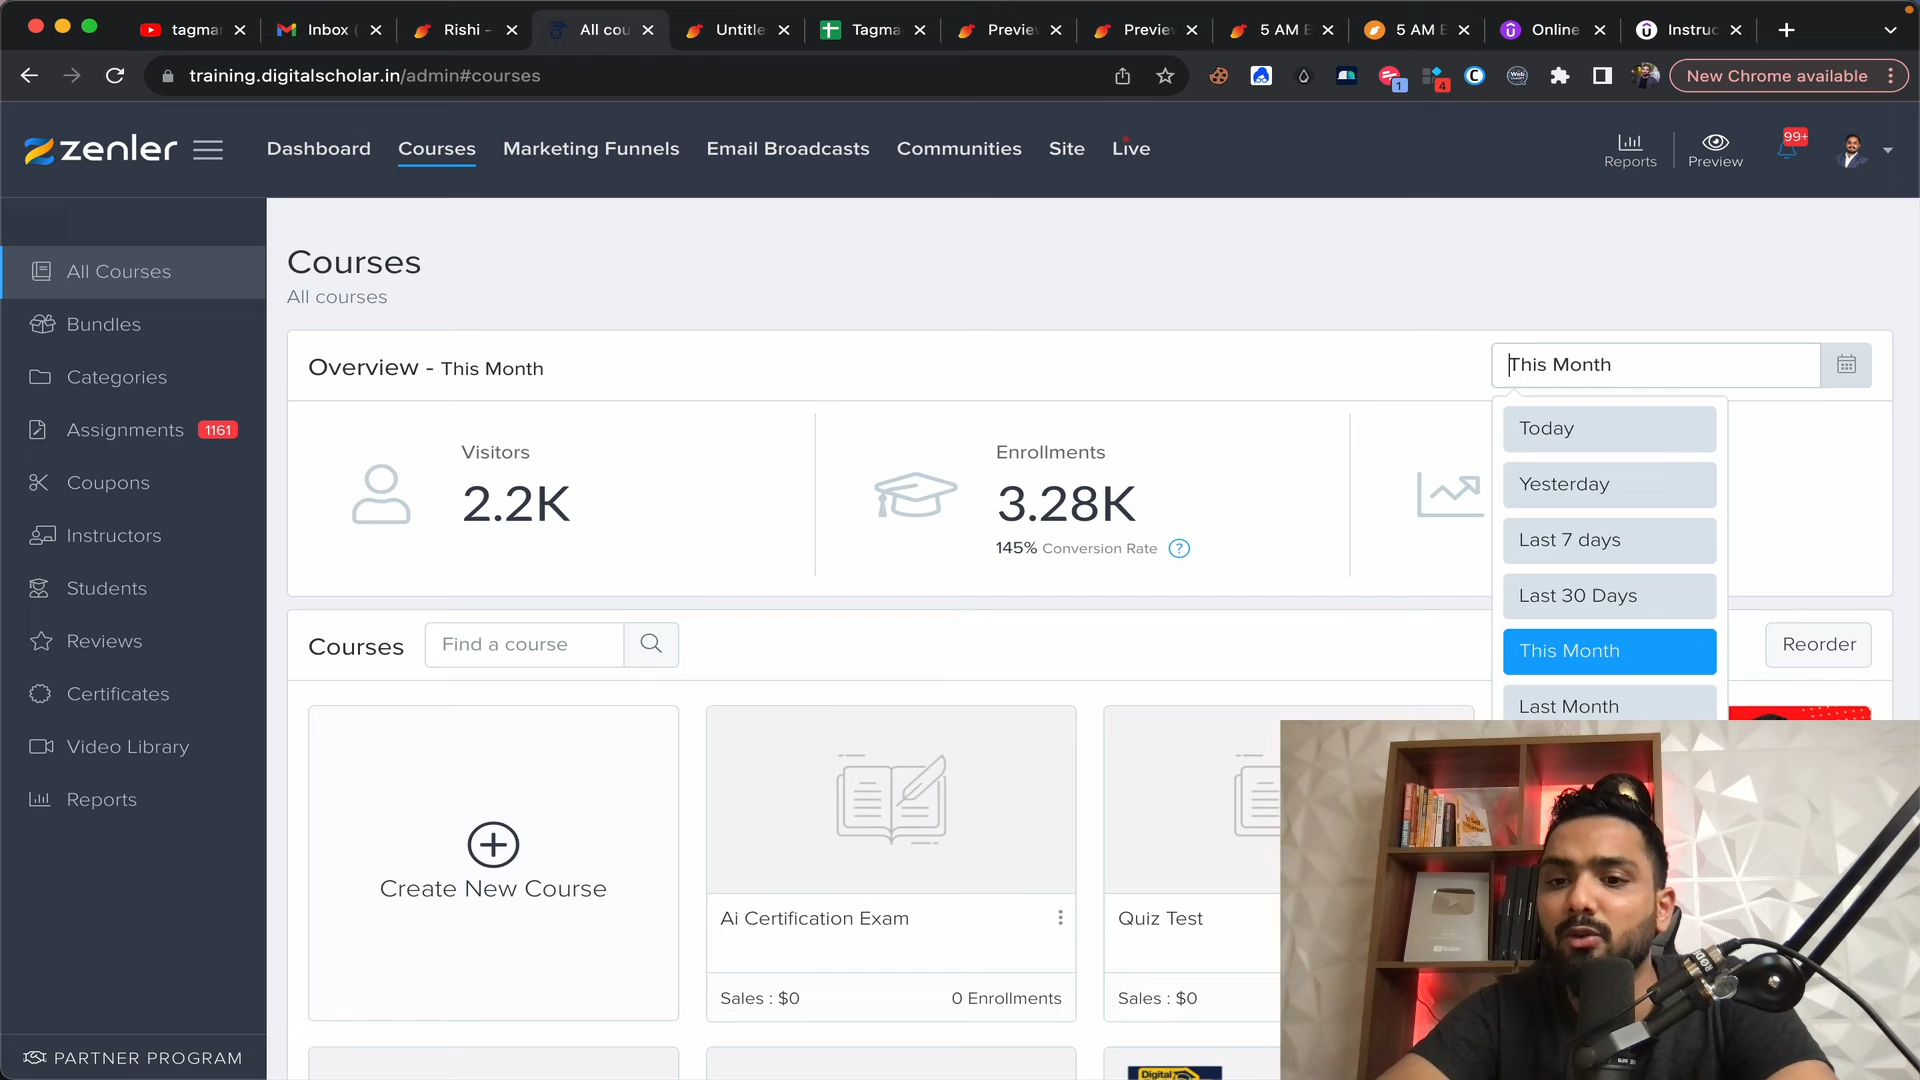 tagmar
Inbox (
Rishi -
All cou
Untitle
Tagma
Previe
Previe
5 AM E
5 AM E
Online
Instruc
training.digitalscholar.in/admin#courses
1
4
New Chrome available
zenler
Dashboard
Courses
Marketing Funnels
Email Broadcasts
Communities
Site
Live
Reports
Preview
99+
All Courses
Bundles
Categories
Assignments 1161
Coupons
Instructors
Students
Reviews
Certificates
Video Library
Reports
PARTNER PROGRAM
Courses
All courses
Overview - This Month
This Month
Visitors
2.2K
Enrollments
3.28K
145% Conversion Rate ?
Today
Yesterday
Last 7 days
Last 30 Days
This Month
Last Month
Courses
Find a course
Reorder
Create New Course
Ai Certification Exam
Sales : $0
0 Enrollments
Quiz Test
Sales : $0
Digital
RODE